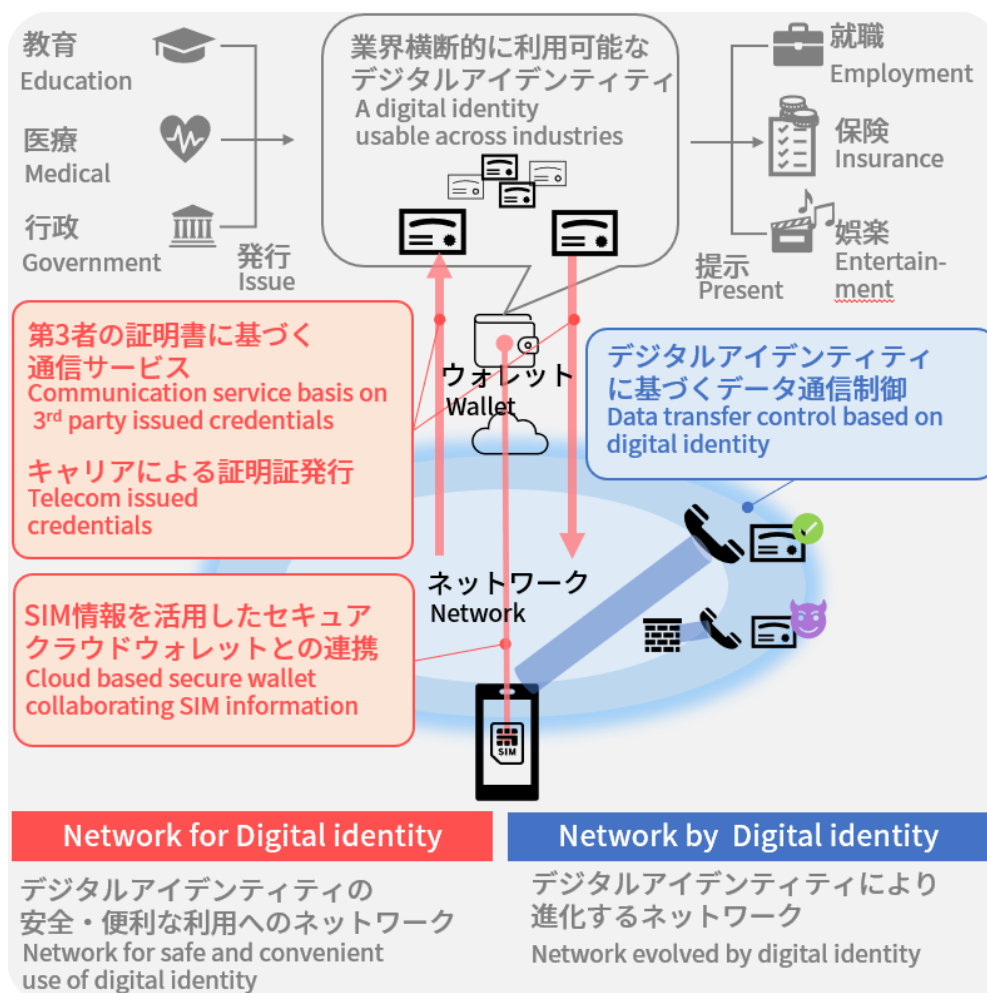 教育
Education
医療
Medical
行政
Government
発行
Issue
業界横断的に利用可能な
デジタルアイデンティティ
A digital identity
usable across industries
就職
Employment
保険
Insurance
娯楽
Entertain-
ment
提示
Present
第3者の証明書に基づく
通信サービス
Communication service basis on
3rd party issued credentials
キャリアによる証明証発行
Telecom issued
credentials
ウォレット
Wallet
デジタルアイデンティティ
に基づくデータ通信制御
Data transfer control based on
digital identity
ネットワーク
Network
SIM情報を活用したセキュア
クラウドウォレットとの連携
Cloud based secure wallet
collaborating SIM information
SIM
Network for Digital identity
デジタルアイデンティティの
安全・便利な利用へのネットワーク
Network for safe and convenient
use of digital identity
Network by Digital identity
デジタルアイデンティティにより
進化するネットワーク
Network evolved by digital identity